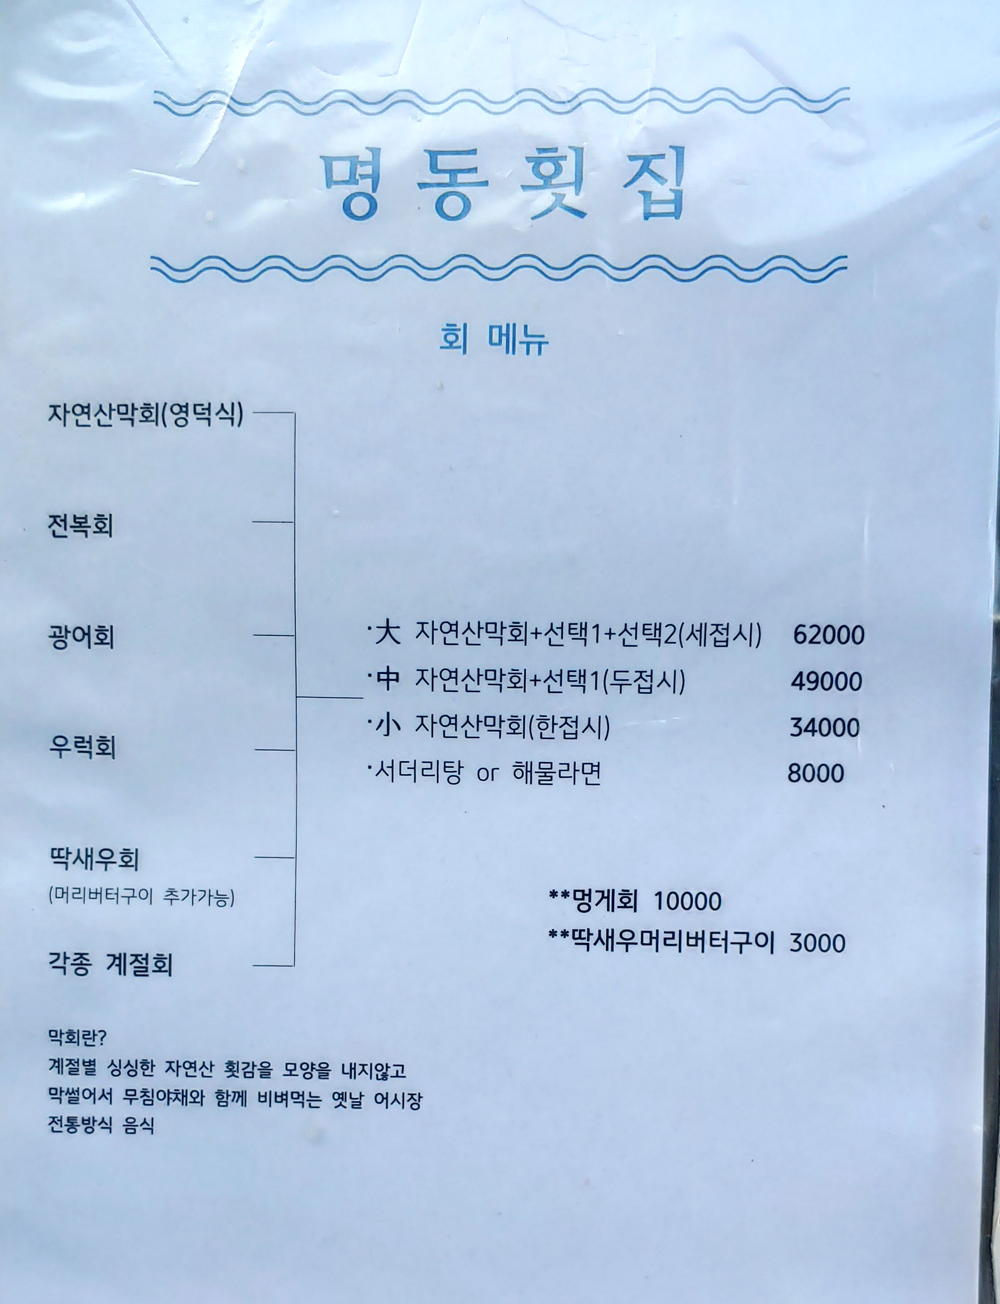 명동횟집
회 메뉴
자연산막회(영덕식)
전복회
광어회
우럭회
딱새우회
(머리버터구이 추가가능)
각종 계절회
·大 자연산막회+선택1+선택2(세접시) 62000
·中 자연산막회+선택1(두접시) 49000
·小 자연산막회(한접시) 34000
·서더리탕 or 해물라면 8000
**멍게회 10000
**딱새우머리버터구이 3000
막회란?
계절별 싱싱한 자연산 횟감을 모양을 내지않고
막썰어서 무침야채와 함께 비벼먹는 옛날 어시장
전통방식 음식